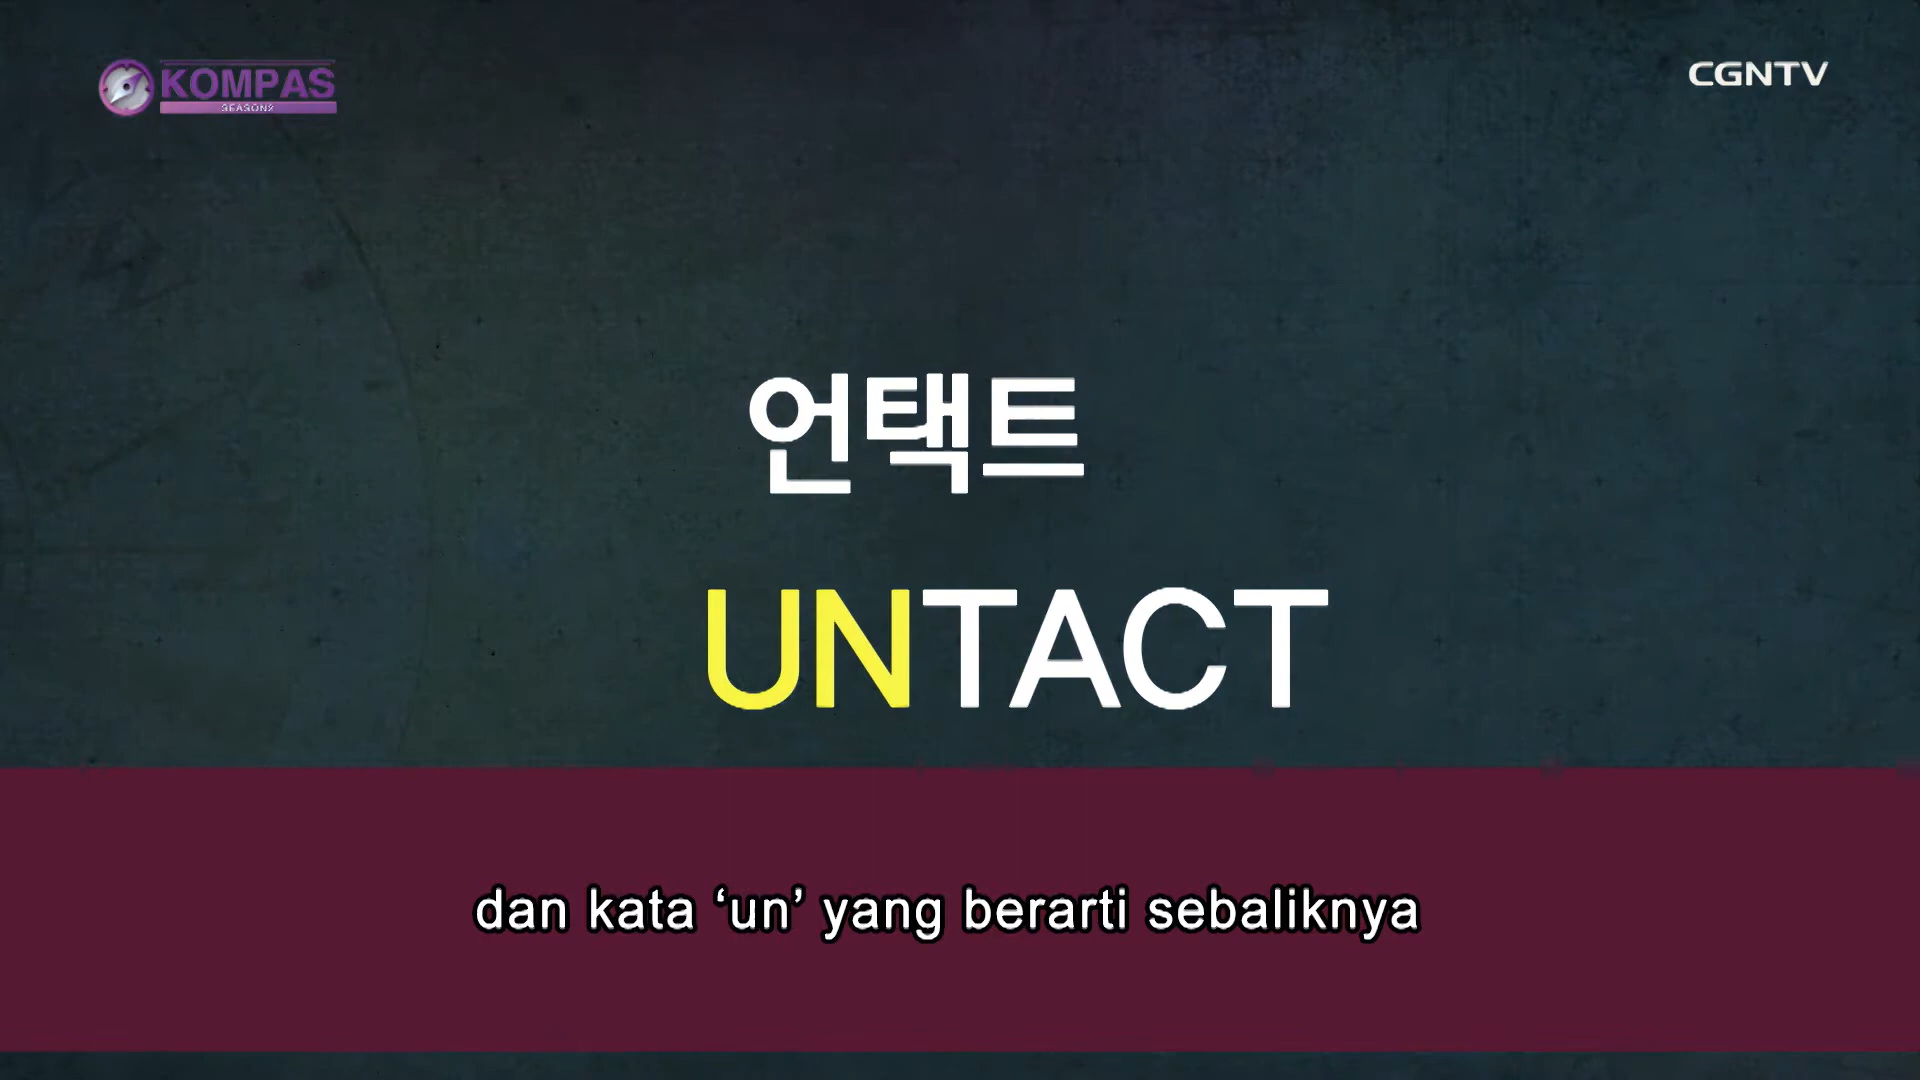 KOMPAS
SEASON2
CGNTV
언택트
UNTACT
dan kata ‘un’ yang berarti sebaliknya